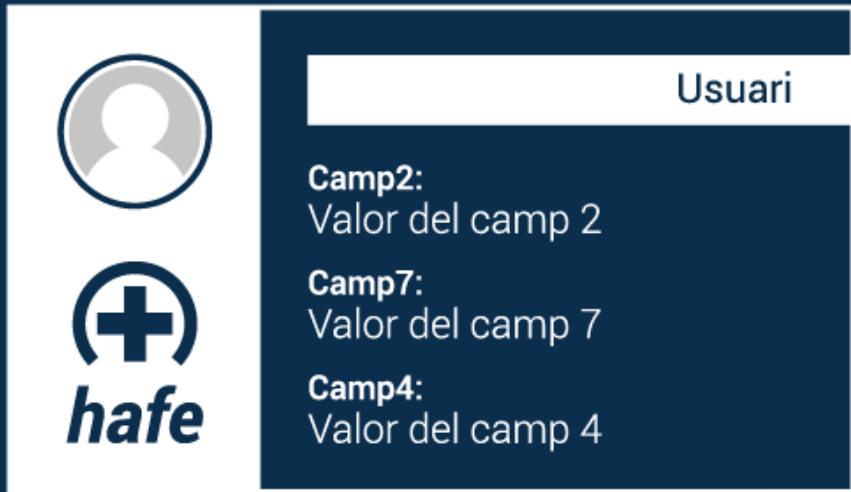 Usuari
Camp2:
Valor del camp 2
Camp7:
Valor del camp 7
Camp4:
Valor del camp 4
hafe